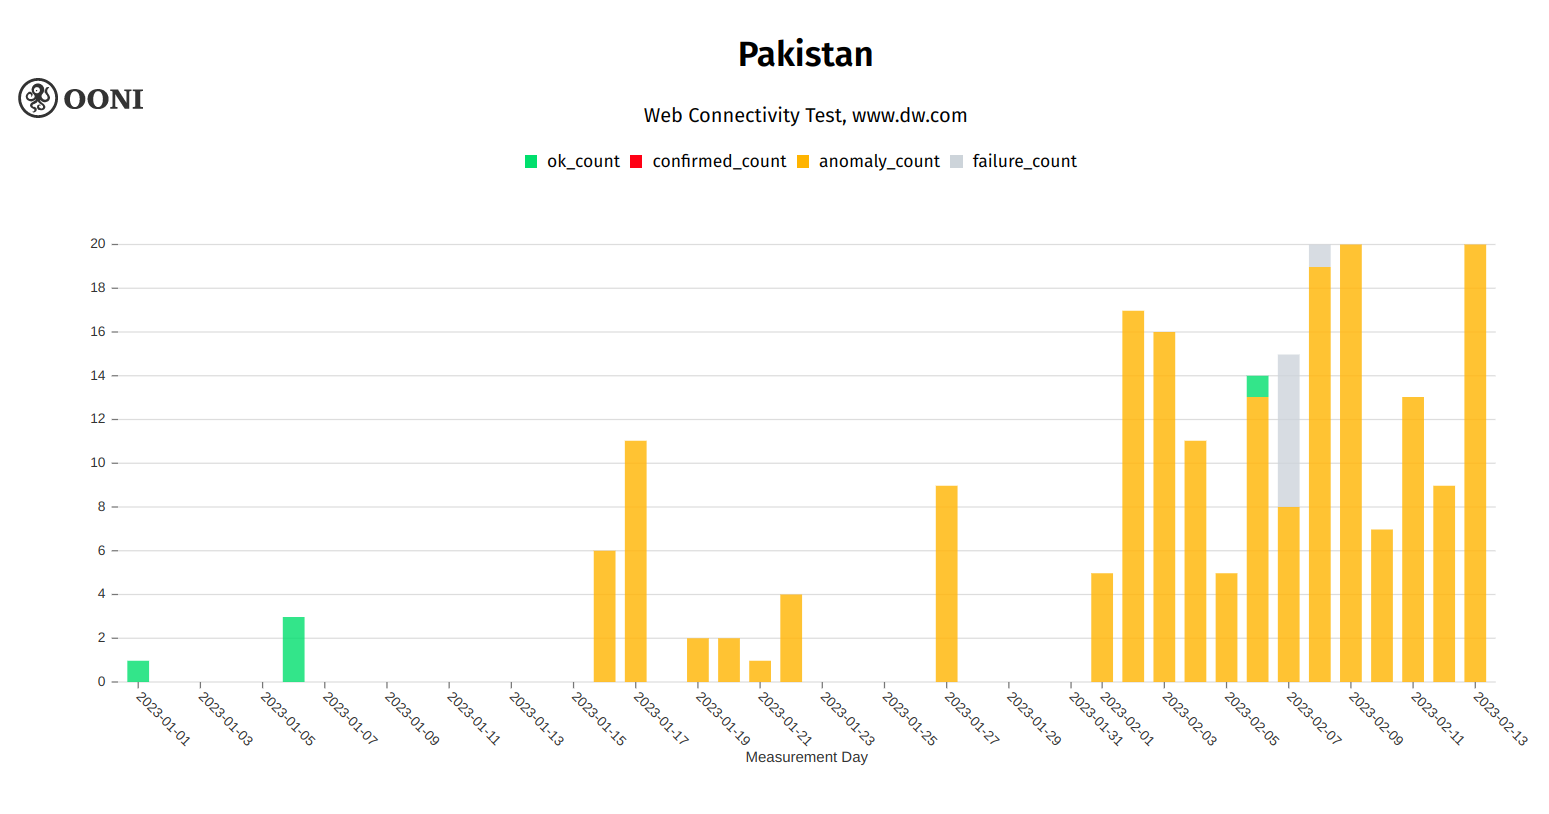 Pakistan
OONI
Web Connectivity Test, www.dw.com
ok_count confirmed_count anomaly_count failure_count
20
18
16
14
12
10
8
6
4
2
0
2023-01-01 2023-01-03 2023-01-05 2023-01-07 2023-01-09 2023-01-11 2023-01-13 2023-01-15 2023-01-17 2023-01-19 2023-01-21 2023-01-23 2023-01-25 2023-01-27 2023-01-29 2023-01-31 2023-02-01 2023-02-03 2023-02-05 2023-02-07 2023-02-09 2023-02-11 2023-02-13
Measurement Day